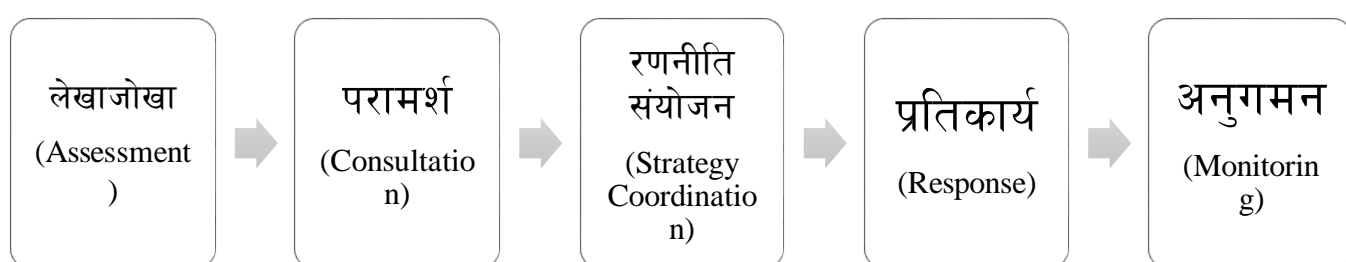 लेखाजोखा
(Assessment
)
परामर्श
(Consultatio
n)
रणनीति
संयोजन
(Strategy
Coordinatio
n)
प्रतिकार्य
(Response)
अनुगमन
(Monitorin
g)